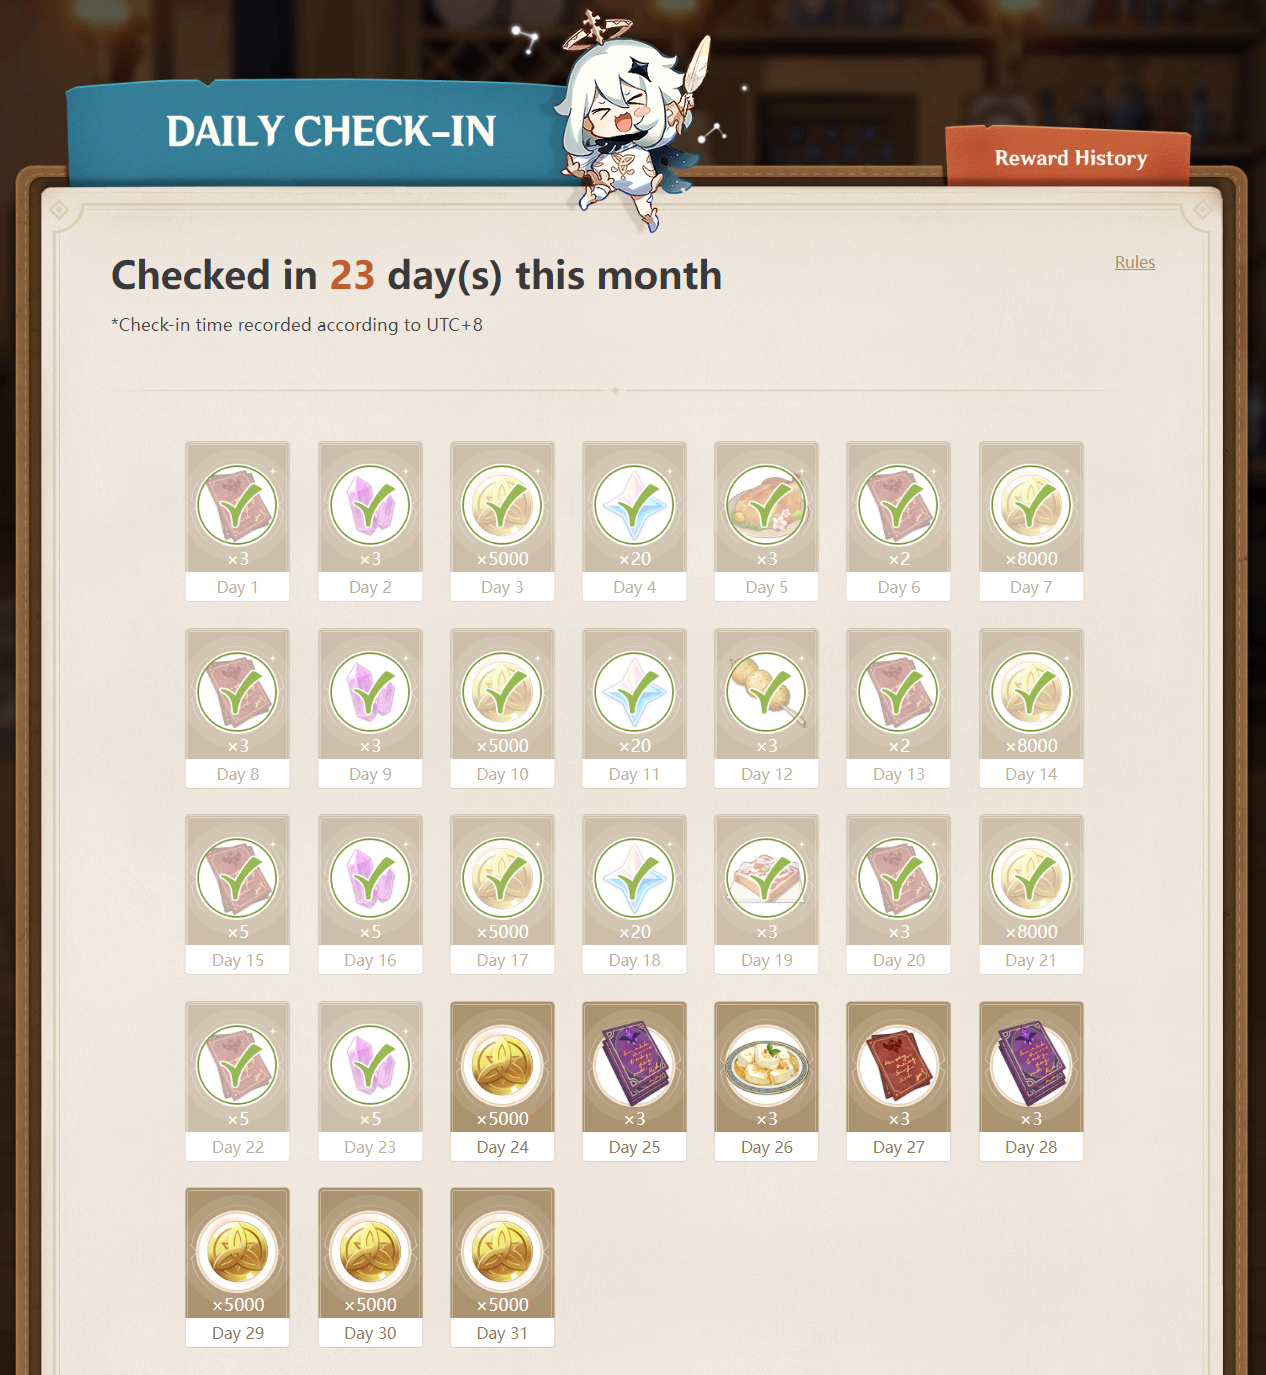 DAILY CHECK-IN
Reward History
Checked in 23 day(s) this month
Rules
*Check-in time recorded according to UTC+8
×3 ×3 ×5000 ×20 ×3 ×2 ×8000
Day 1 Day 2 Day 3 Day 4 Day 5 Day 6 Day 7
×3 ×3 ×5000 ×20 ×3 ×2 ×8000
Day 8 Day 9 Day 10 Day 11 Day 12 Day 13 Day 14
×5 ×5 ×5000 ×20 ×3 ×3 ×8000
Day 15 Day 16 Day 17 Day 18 Day 19 Day 20 Day 21
×5 ×5 ×5000 ×3 ×3 ×3 ×3
Day 22 Day 23 Day 24 Day 25 Day 26 Day 27 Day 28
×5000 ×5000 ×5000
Day 29 Day 30 Day 31